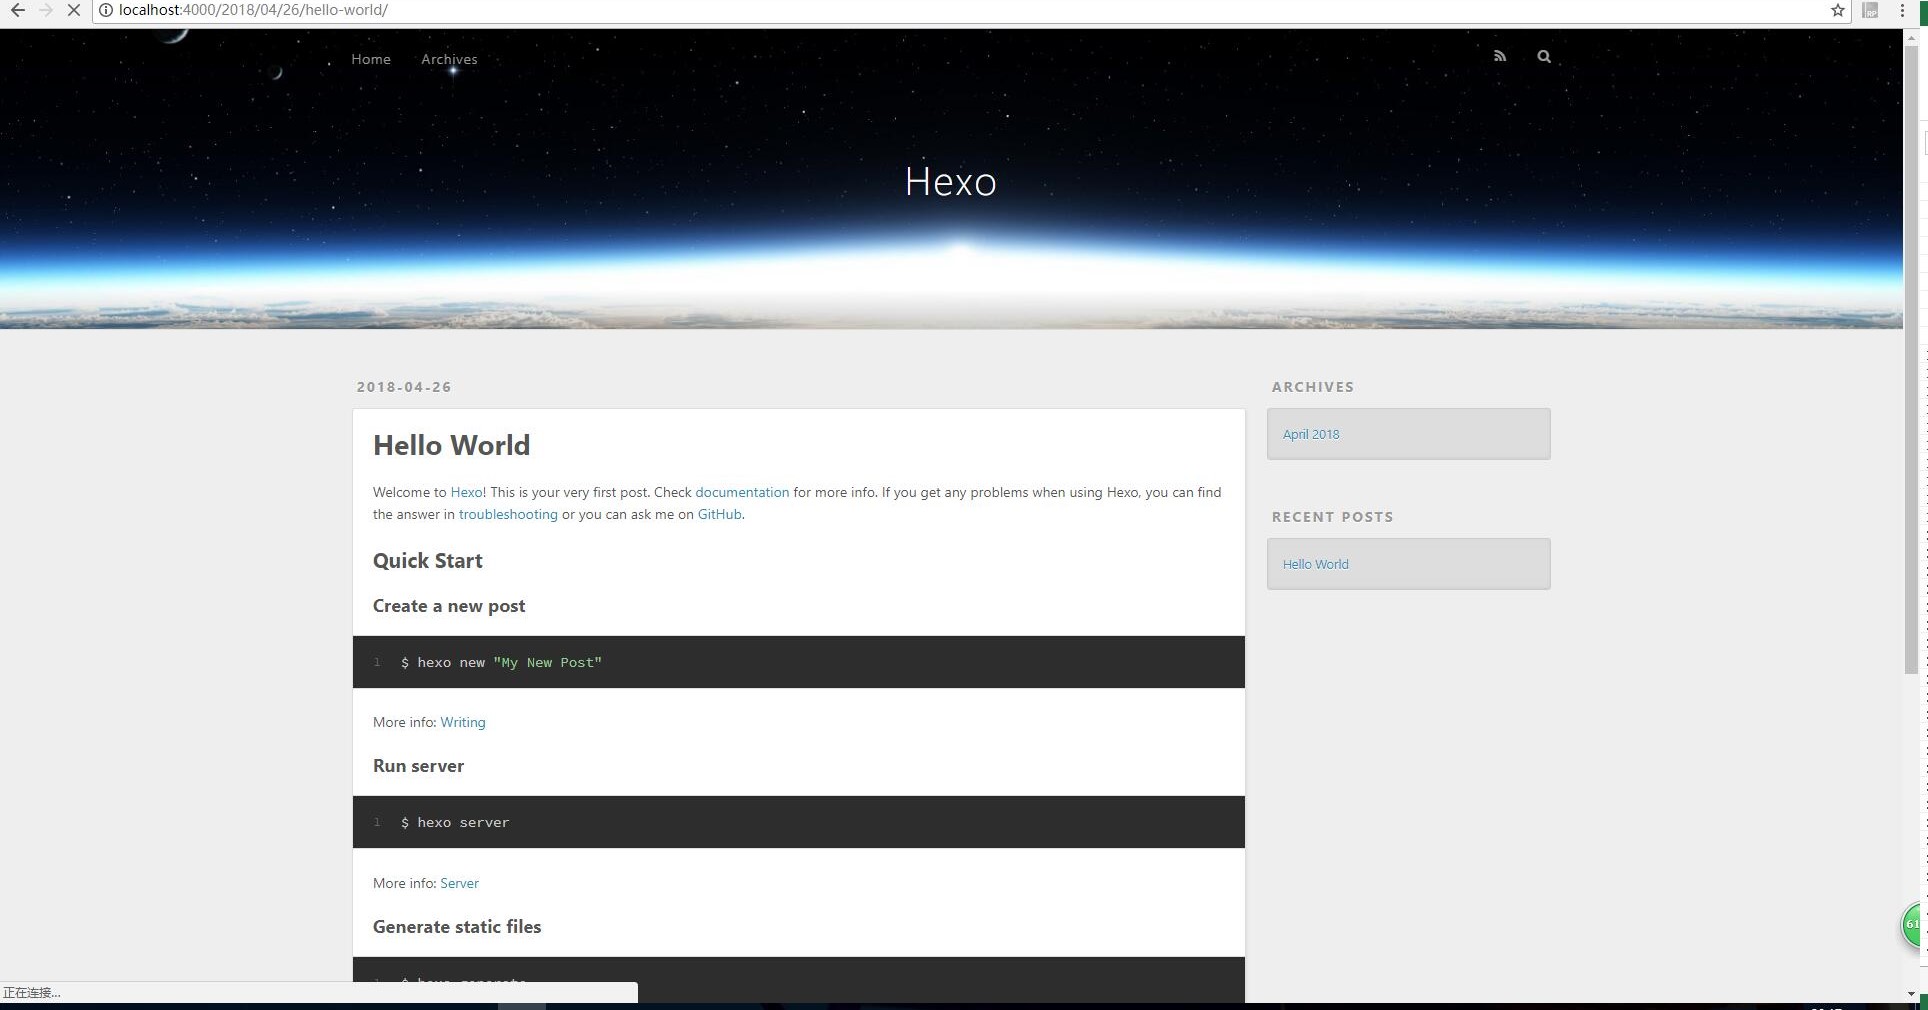 localhost:4000/2018/04/26/hello-world/
Home Archives
Hexo
2018-04-26
Hello World
Welcome to Hexo! This is your very first post. Check documentation for more info. If you get any problems when using Hexo, you can find
the answer in troubleshooting or you can ask me on GitHub.
Quick Start
Create a new post
1 $ hexo new "My New Post"
More info: Writing
Run server
1 $ hexo server
More info: Server
Generate static files
1 $ hexo generate
ARCHIVES
April 2018
RECENT POSTS
Hello World
61
正在连接...